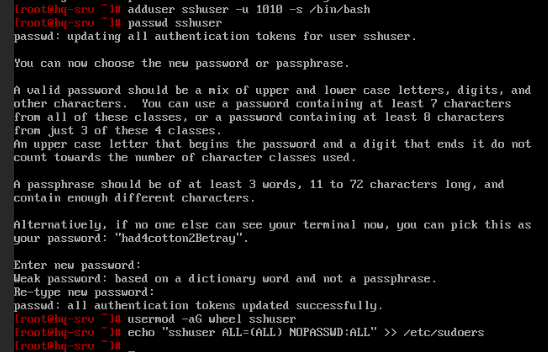 [root@hq-srv ~]# adduser sshuser -u 1010 -s /bin/bash
[root@hq-srv ~]# passwd sshuser
passwd: updating all authentication tokens for user sshuser.
You can now choose the new password or passphrase.
A valid password should be a mix of upper and lower case letters, digits, and
other characters.  You can use a password containing at least 7 characters
from all of these classes, or a password containing at least 8 characters
from just 3 of these 4 classes.
An upper case letter that begins the password and a digit that ends it do not
count towards the number of character classes used.
A passphrase should be of at least 3 words, 11 to 72 characters long, and
contain enough different characters.
Alternatively, if no one else can see your terminal now, you can pick this as
your password: "had4cotton2Betray".
Enter new password:
Weak password: based on a dictionary word and not a passphrase.
Re-type new password:
passwd: all authentication tokens updated successfully.
[root@hq-srv ~]# usermod -aG wheel sshuser
[root@hq-srv ~]# echo "sshuser ALL=(ALL) NOPASSWD:ALL" >> /etc/sudoers
[root@hq-srv ~]# _